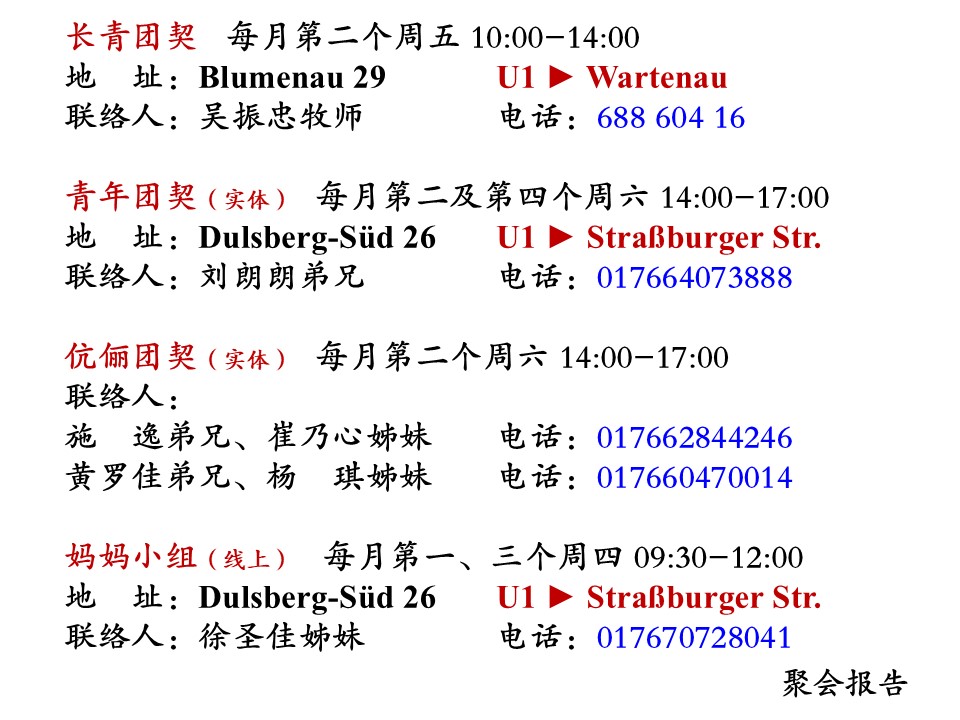 长青团契 每月第二个周五 10:00-14:00
地 址：Blumenau 29 U1 ► Wartenau
联络人：吴振忠牧师 电话：688 604 16
青年团契（实体） 每月第二及第四个周六 14:00-17:00
地 址：Dulsberg-Süd 26 U1 ► Straßburger Str.
联络人：刘朗朗弟兄 电话：017664073888
伉俪团契（实体） 每月第二个周六 14:00-17:00
联络人：
施 逸弟兄、崔乃心姊妹 电话：017662844246
黄罗佳弟兄、杨 琪姊妹 电话：017660470014
妈妈小组（线上） 每月第一、三个周四 09:30-12:00
地 址：Dulsberg-Süd 26 U1 ► Straßburger Str.
联络人：徐圣佳姊妹 电话：017670728041
聚会报告